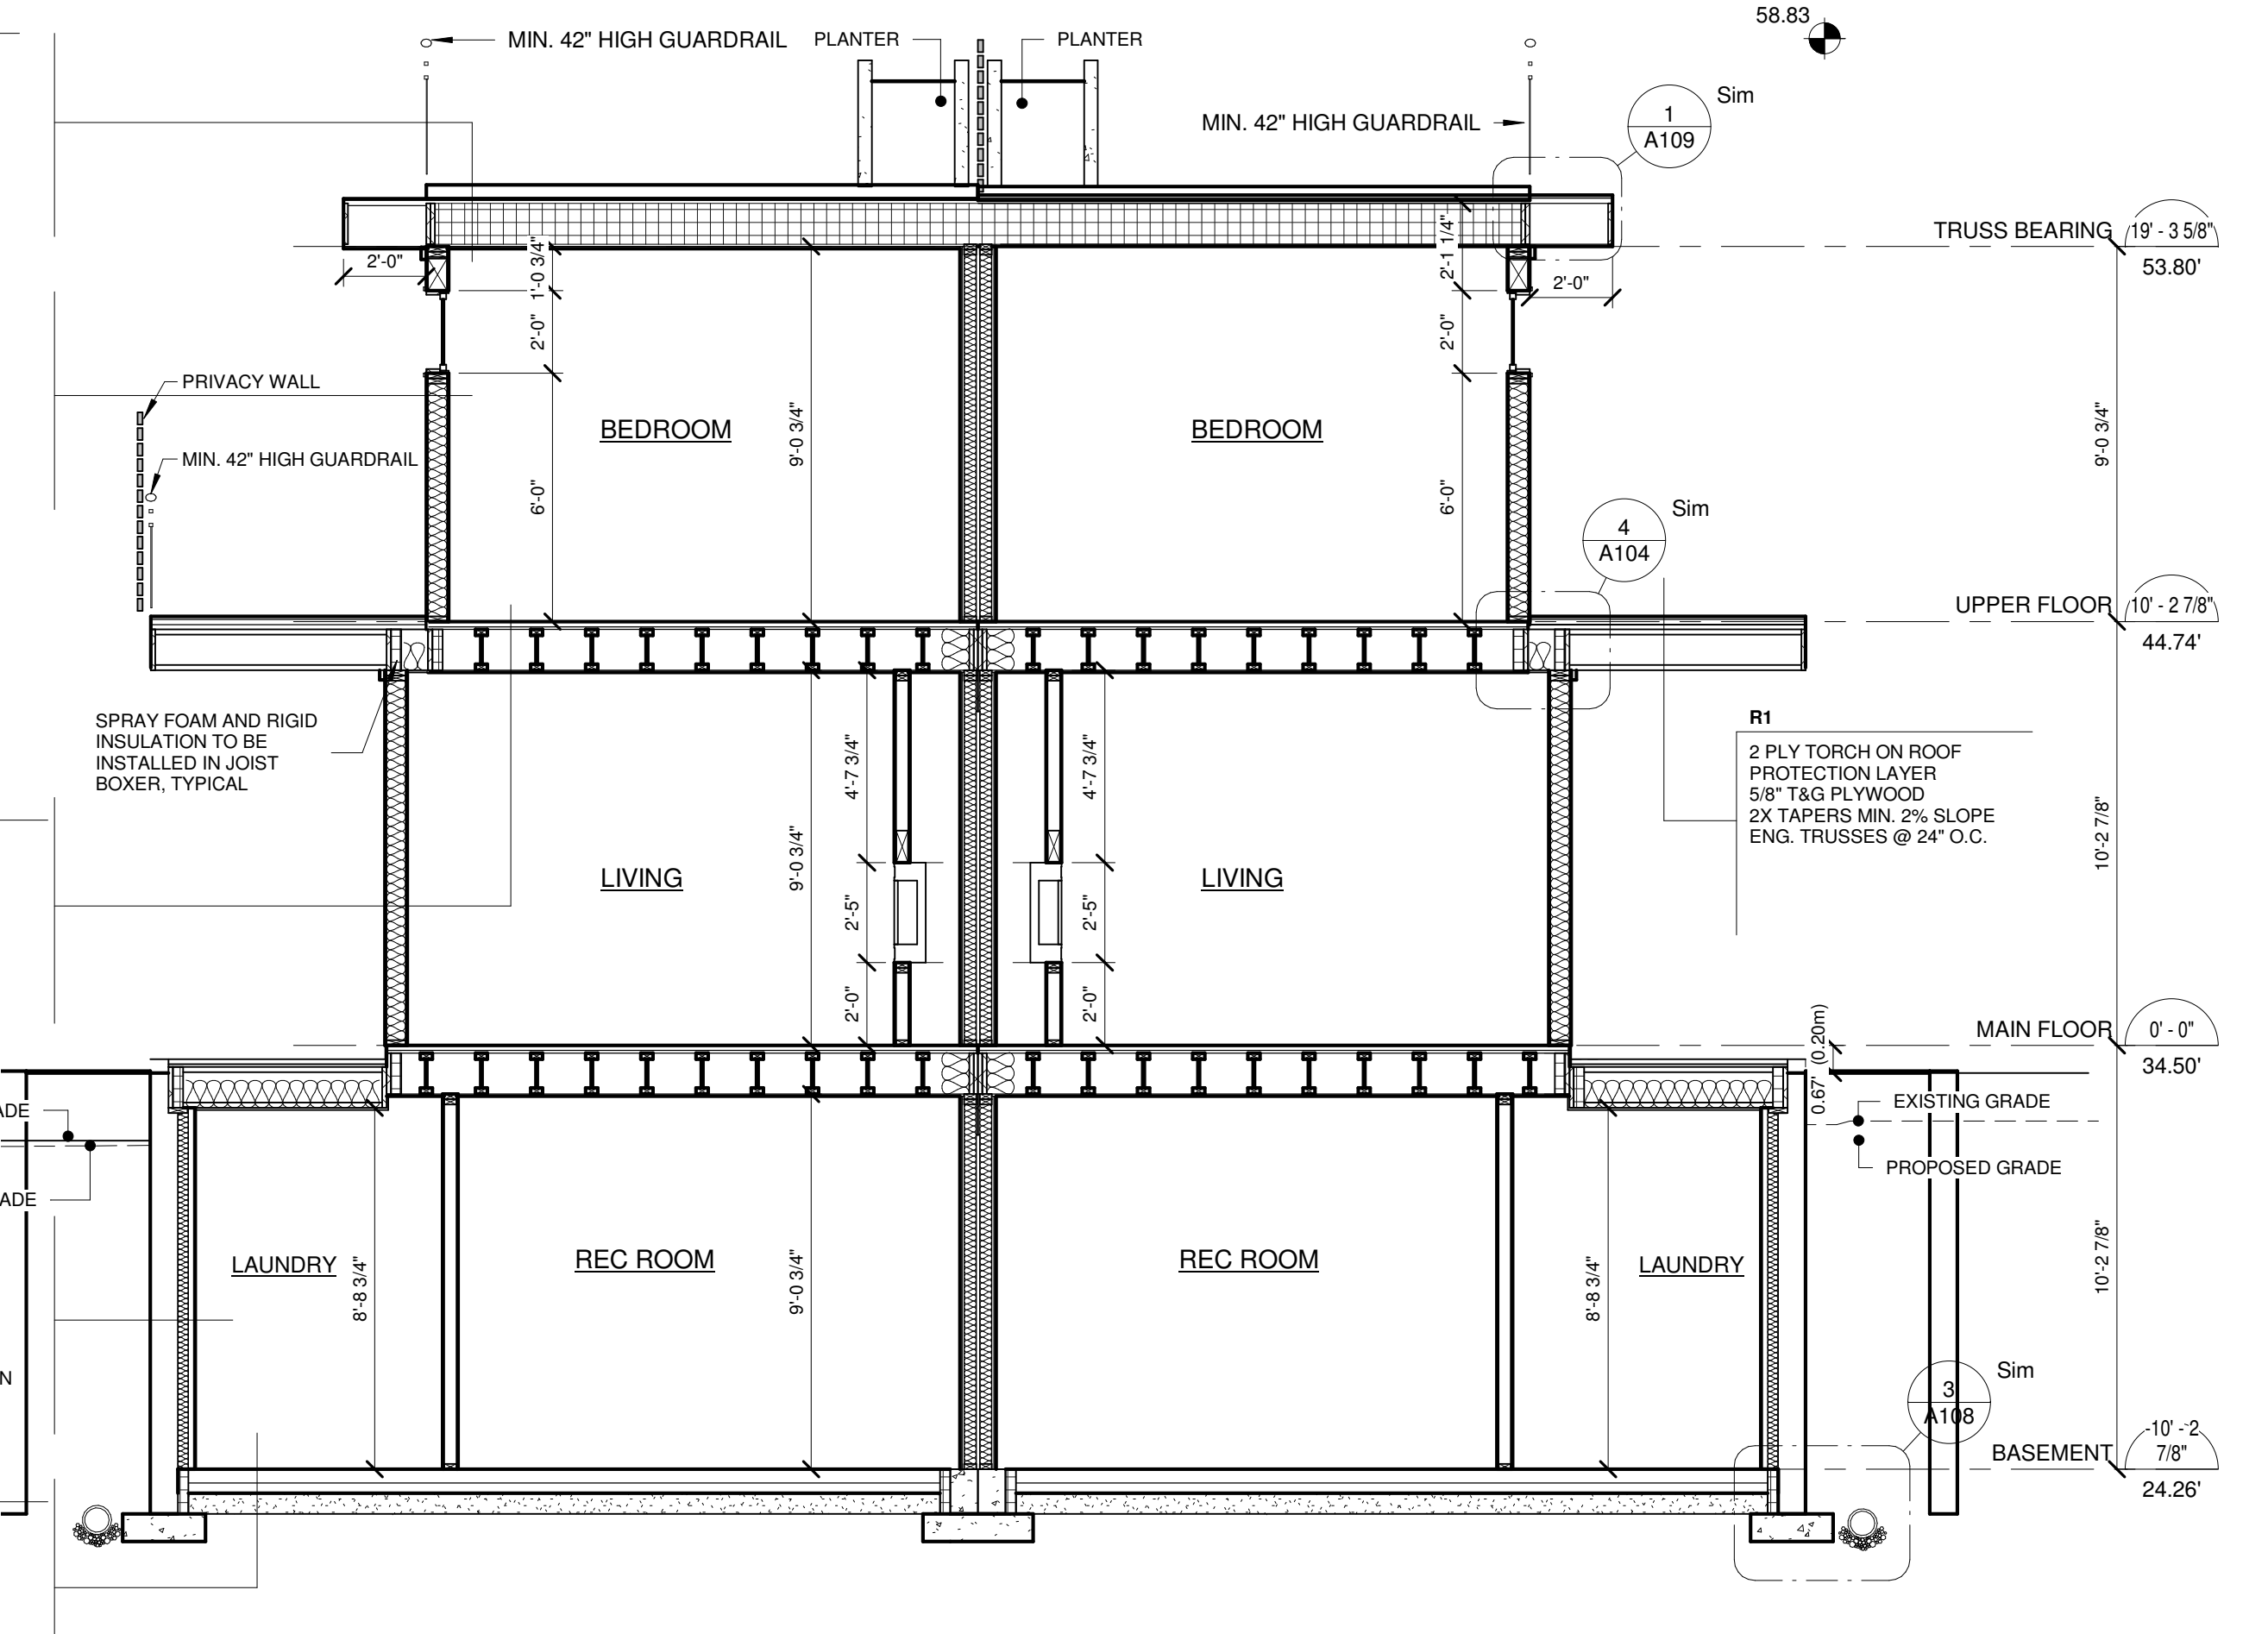 58.83
MIN. 42" HIGH GUARDRAIL
PLANTER
PLANTER
MIN. 42" HIGH GUARDRAIL
1
A109
Sim
TRUSS BEARING
19' - 3 5/8"
53.80'
2'-0"
1'-0 3/4"
2'-1 1/4"
2'-0"
2'-0"
2'-0"
PRIVACY WALL
MIN. 42" HIGH GUARDRAIL
BEDROOM
9'-0 3/4"
BEDROOM
9'-0 3/4"
6'-0"
6'-0"
4
A104
Sim
UPPER FLOOR
10' - 2 7/8"
44.74'
SPRAY FOAM AND RIGID
INSULATION TO BE
INSTALLED IN JOIST
BOXER, TYPICAL
4'-7 3/4"
4'-7 3/4"
R1
2 PLY TORCH ON ROOF
PROTECTION LAYER
5/8" T&G PLYWOOD
2X TAPERS MIN. 2% SLOPE
ENG. TRUSSES @ 24" O.C.
10'-2 7/8"
LIVING
9'-0 3/4"
LIVING
2'-5"
2'-5"
2'-0"
2'-0"
MAIN FLOOR
0' - 0"
34.50'
0.67' (0.20m)
ADE
EXISTING GRADE
ADE
PROPOSED GRADE
LAUNDRY
8'-8 3/4"
REC ROOM
9'-0 3/4"
REC ROOM
8'-8 3/4"
LAUNDRY
10'-2 7/8"
N
3
A108
Sim
BASEMENT
-10' - 2
7/8"
24.26'